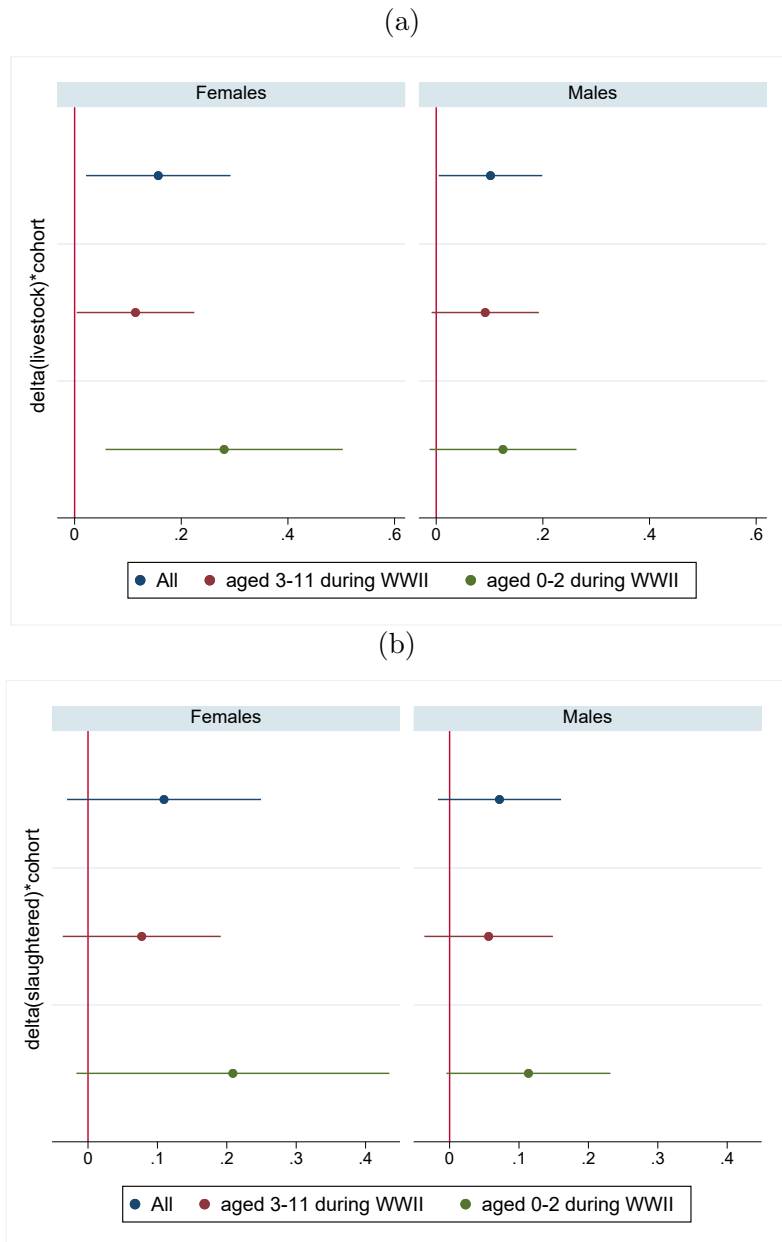 (a)
Females Males
delta(livestock)*cohort
0 .2 .4 .6 0 .2 .4 .6
All aged 3-11 during WWII aged 0-2 during WWII
(b)
Females Males
delta(slaughtered)*cohort
0 .1 .2 .3 .4 0 .1 .2 .3 .4
All aged 3-11 during WWII aged 0-2 during WWII